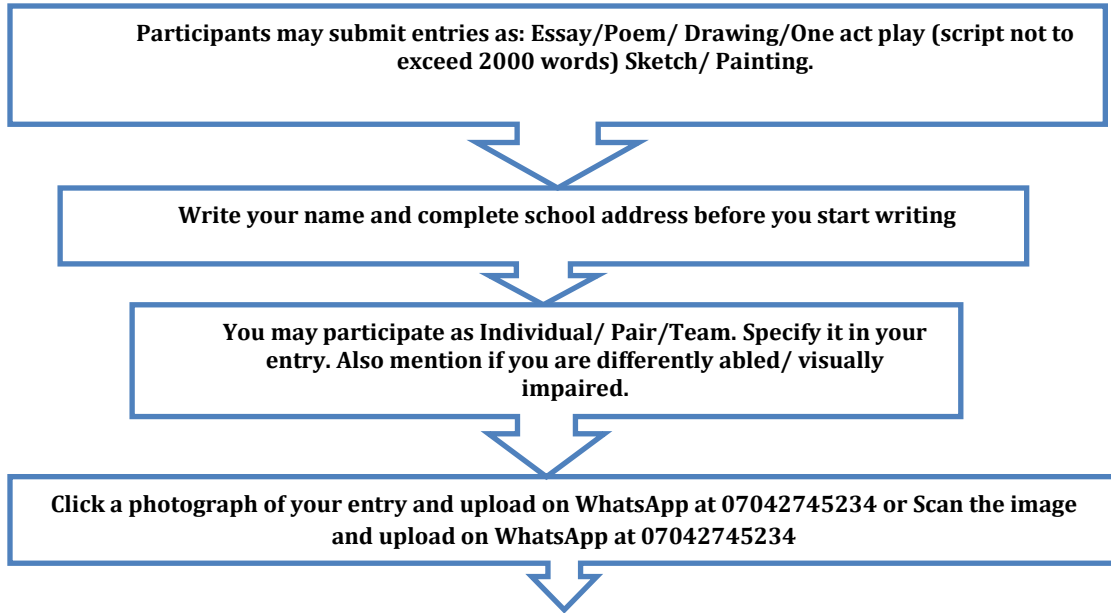 Participants may submit entries as: Essay/Poem/ Drawing/One act play (script not to
exceed 2000 words) Sketch/ Painting.
Write your name and complete school address before you start writing
You may participate as Individual/ Pair/Team. Specify it in your
entry. Also mention if you are differently abled/ visually
impaired.
Click a photograph of your entry and upload on WhatsApp at 07042745234 or Scan the image
and upload on WhatsApp at 07042745234